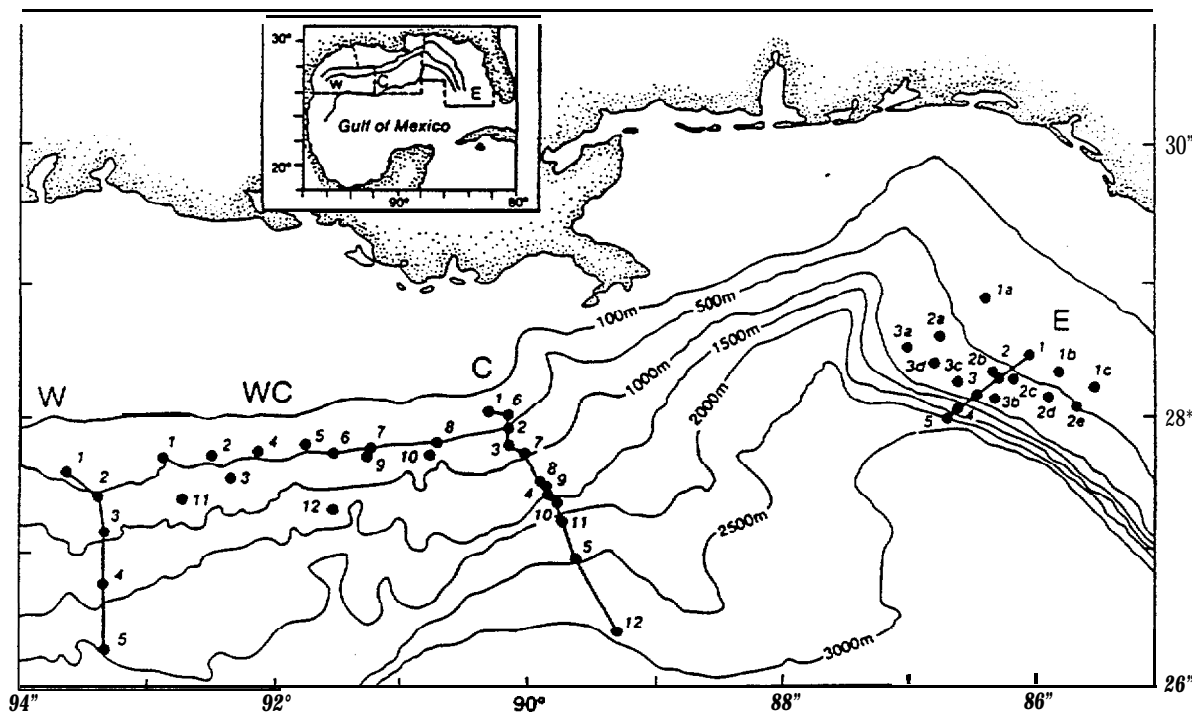 30°
W
C
E
Gulf of Mexico
20°
90°
80°
30°
1a
100m
500m
1500m
3a
2a
E
3d
3c
2b
2
1
1b
1000m
3
1c
C
W
WC
2000m
3b
2c
2d
2e
5
4
28°
1
6
2
3
7
1
2
4
5
6
7
8
9
10
3
11
12
1
2
3
4
5
8
9
4
10
11
5
12
2500m
3000m
94"
92°
90°
88"
86"
26"